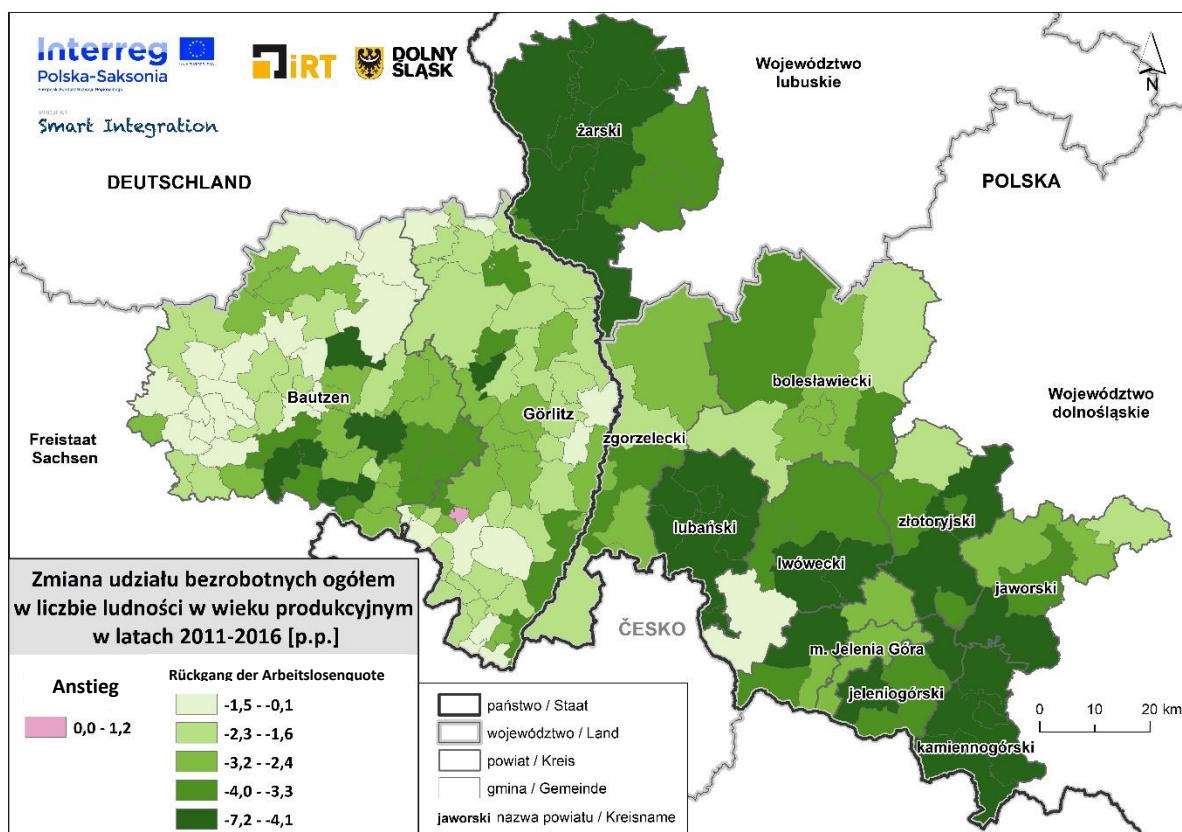 Interreg
Polska-Saksonia
Smart Integration
iRT
DOLNY
ŚLĄSK
Województwo
lubuskie
N
DEUTSCHLAND
POLSKA
żarski
Bautzen
Görlitz
Freistaat
Sachsen
zgorzelecki
bolesławiecki
Województwo
dolnośląskie
lubański
lwówecki
złotoryjski
jaworski
ČESKO
m. Jelenia Góra
jeleniogórski
kamiennogórski
0 10 20 km
Zmiana udziału bezrobotnych ogółem
w liczbie ludności w wieku produkcyjnym
w latach 2011-2016 [p.p.]
Anstieg
0,0 - 1,2
Rückgang der Arbeitslosenquote
-1,5 - -0,1
-2,3 - -1,6
-3,2 - -2,4
-4,0 - -3,3
-7,2 - -4,1
państwo / Staat
województwo / Land
powiat / Kreis
gmina / Gemeinde
jaworski nazwa powiatu / Kreisname